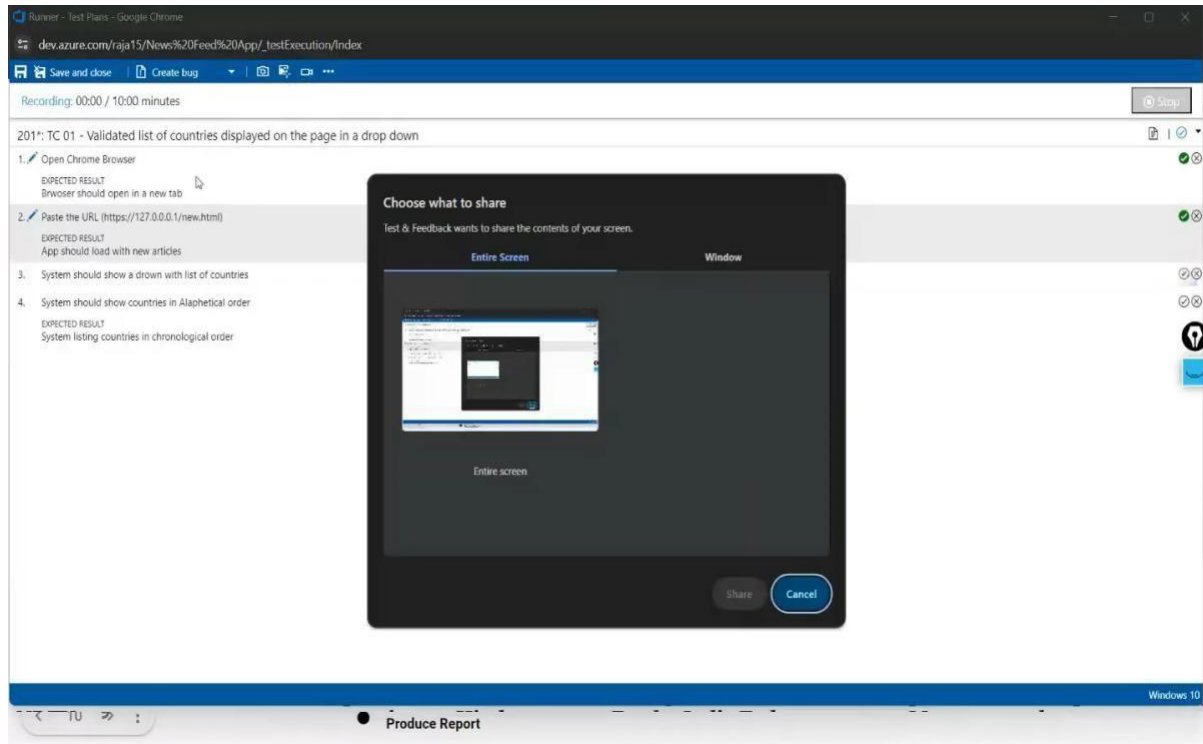 Runner - Test Plans - Google Chrome
dev.azure.com/raja15/News%20Feed%20App/_testExecution/Index
Save and close
Create bug
Recording: 00:00 / 10:00 minutes
Stop
201*: TC 01 - Validated list of countries displayed on the page in a drop down
1. Open Chrome Browser
EXPECTED RESULT
Brwoser should open in a new tab
2. Paste the URL (https://127.0.0.0.1/new.html)
EXPECTED RESULT
App should load with new articles
3. System should show a drown with list of countries
4. System should show countries in Alaphetical order
EXPECTED RESULT
System listing countries in chronological order
Choose what to share
Test & Feedback wants to share the contents of your screen.
Entire Screen
Window
Entire screen
Share
Cancel
Windows 10
Produce Report